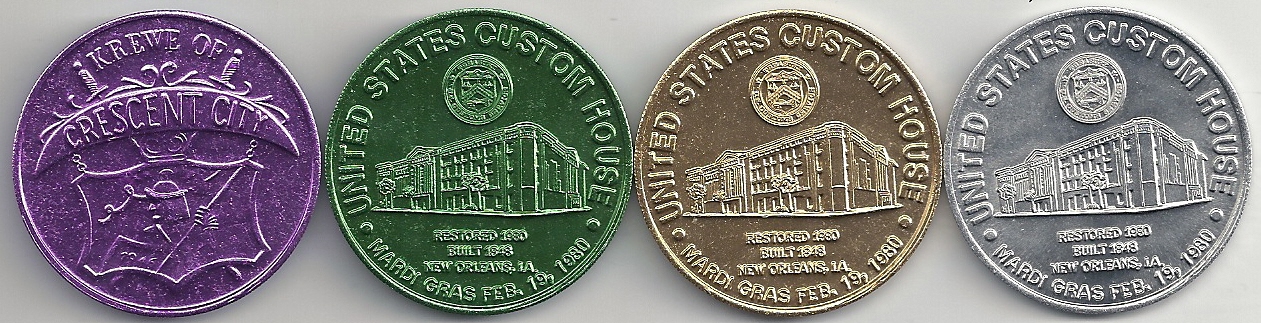 KREWE OF
CRESCENT CITY
UNITED STATES CUSTOM HOUSE
RESTORED 1980
BUILT 1848
NEW ORLEANS, LA.
• MARDI GRAS FEB. 19, 1980 •
UNITED STATES CUSTOM HOUSE
RESTORED 1980
BUILT 1848
NEW ORLEANS, LA.
• MARDI GRAS FEB. 19, 1980 •
UNITED STATES CUSTOM HOUSE
RESTORED 1980
BUILT 1848
NEW ORLEANS, LA.
• MARDI GRAS FEB. 19, 1980 •